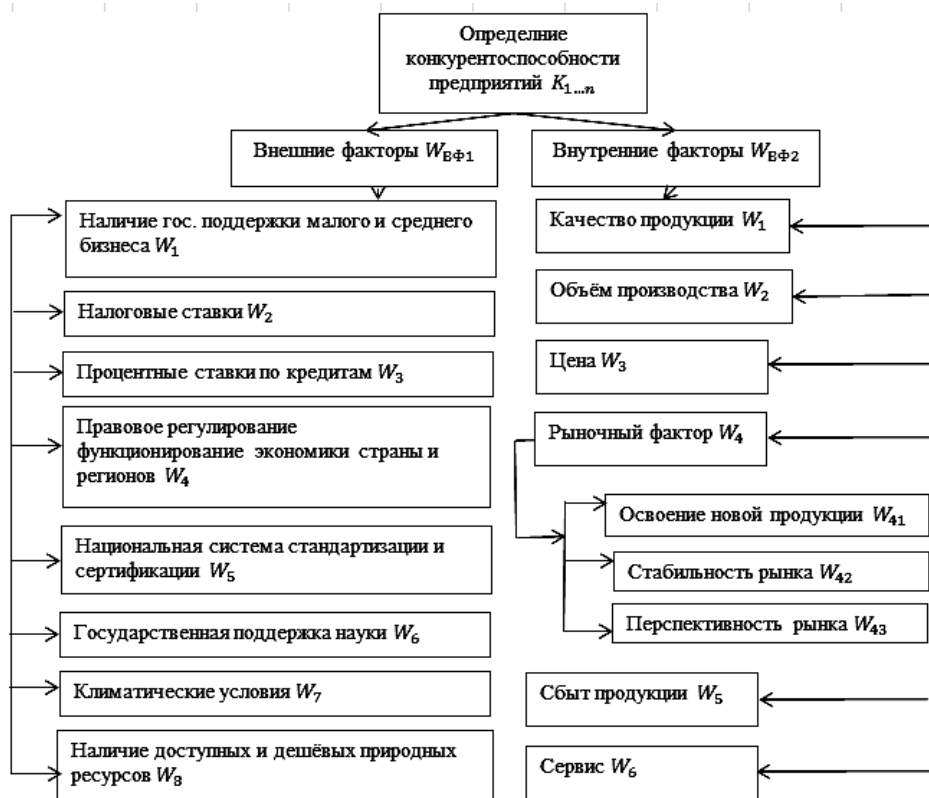 Определние
конкурентоспособности
предприятий K₁...ₙ
Внешние факторы W_ВФ1
Внутренние факторы W_ВФ2
Наличие гос. поддержки малого и среднего
бизнеса W₁
Налоговые ставки W₂
Процентные ставки по кредитам W₃
Правовое регулирование
функционирование экономики страны и
регионов W₄
Национальная система стандартизации и
сертификации W₅
Государственная поддержка науки W₆
Климатические условия W₇
Наличие доступных и дешёвых природных
ресурсов W₈
Качество продукции W₁
Объём производства W₂
Цена W₃
Рыночный фактор W₄
Освоение новой продукции W₄₁
Стабильность рынка W₄₂
Перспективность рынка W₄₃
Сбыт продукции W₅
Сервис W₆